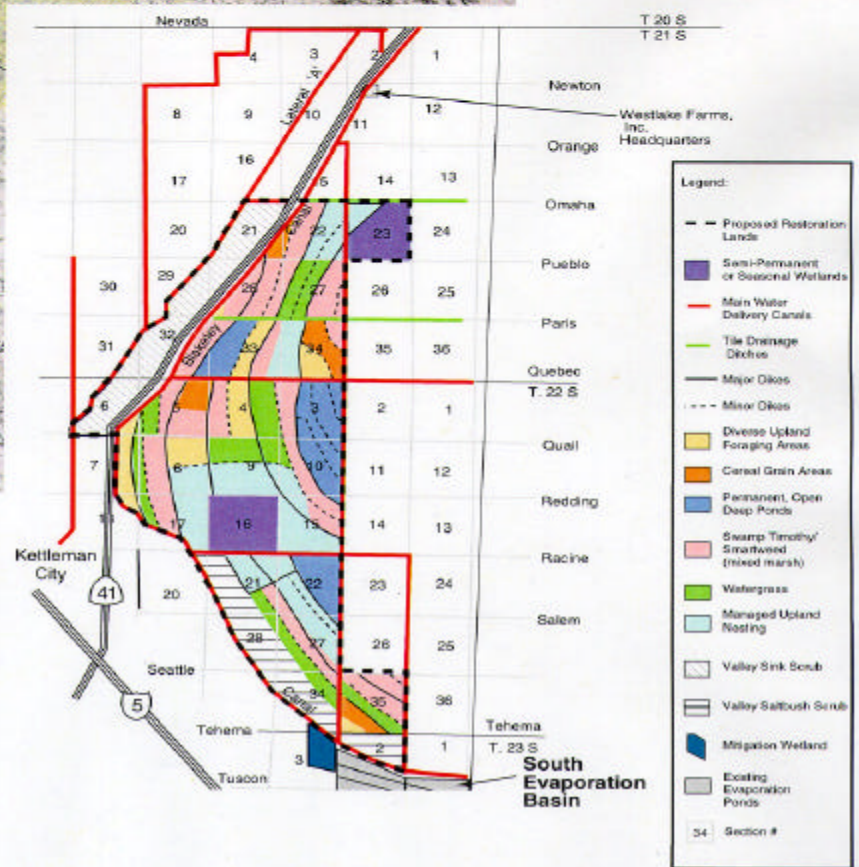 Nevada
T 20 S
T 21 S
4
3
2
1
Lateral 'A'
Newton
8
9
10
11
12
Westlake Farms,
Inc.
Headquarters
Orange
16
17
15
14
13
Omaha
20
21
Canal
22
23
24
Pueblo
29
30
28
27
26
25
Paris
31
32
Blakeley
33
34
35
36
Quebec
T. 22 S
6
5
4
3
2
1
Quail
7
8
9
10
11
12
Redding
18
17
16
15
14
13
Racine
Kettleman
City
41
20
21
22
23
24
Salem
28
27
26
25
Seattle
5
Canal
34
35
36
Tehema
Tehema
T. 23 S
3
2
1
Tuscon
South
Evaporation
Basin
Legend:
Proposed Restoration
Lands
Semi-Permanent
or Seasonal Wetlands
Main Water
Delivery Canals
Tile Drainage
Ditches
Major Dikes
Minor Dikes
Diverse Upland
Foraging Areas
Cereal Grain Areas
Permanent, Open
Deep Ponds
Swamp Timothy/
Smartweed
(mixed marsh)
Watergrass
Managed Upland
Nesting
Valley Sink Scrub
Valley Saltbush Scrub
Mitigation Wetland
Existing
Evaporation
Ponds
34 Section #